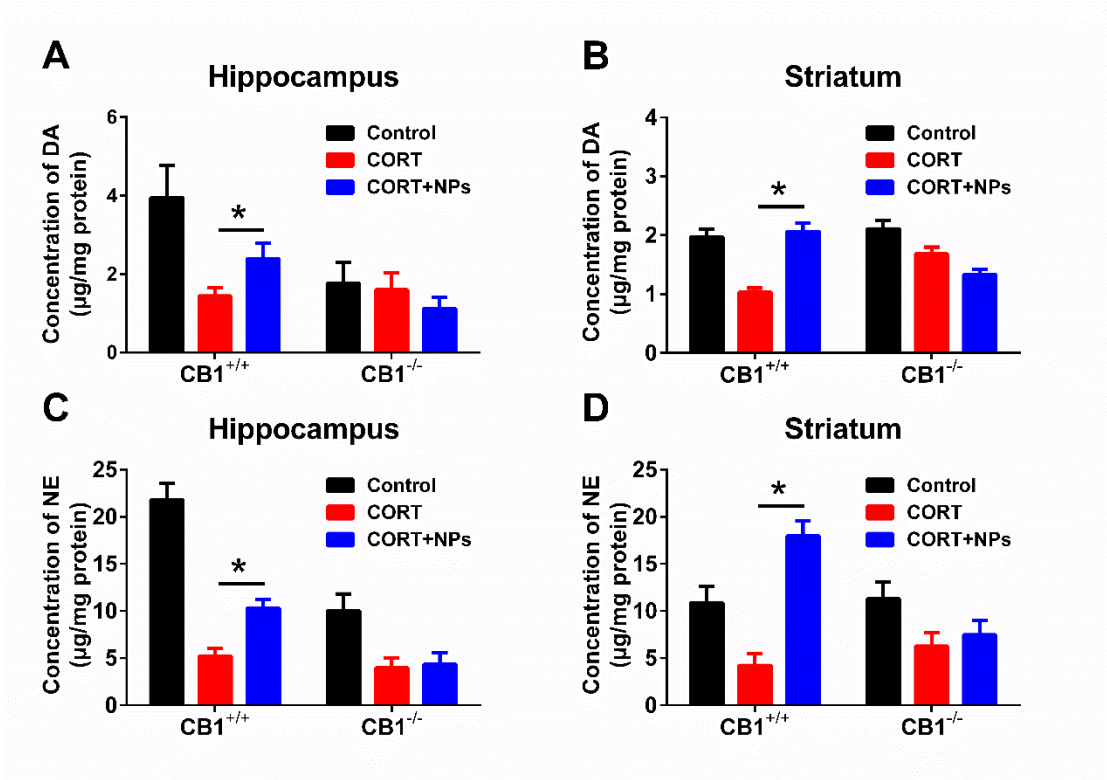 A
Hippocampus
Concentration of DA
(µg/mg protein)
6
4
2
0
Control
CORT
CORT+NPs
*
CB1+/+
CB1-/-
B
Striatum
Concentration of DA
(µg/mg protein)
4
3
2
1
0
Control
CORT
CORT+NPs
*
CB1+/+
CB1-/-
C
Hippocampus
Concentration of NE
(µg/mg protein)
25
20
15
10
5
0
Control
CORT
CORT+NPs
*
CB1+/+
CB1-/-
D
Striatum
Concentration of NE
(µg/mg protein)
25
20
15
10
5
0
Control
CORT
CORT+NPs
*
CB1+/+
CB1-/-